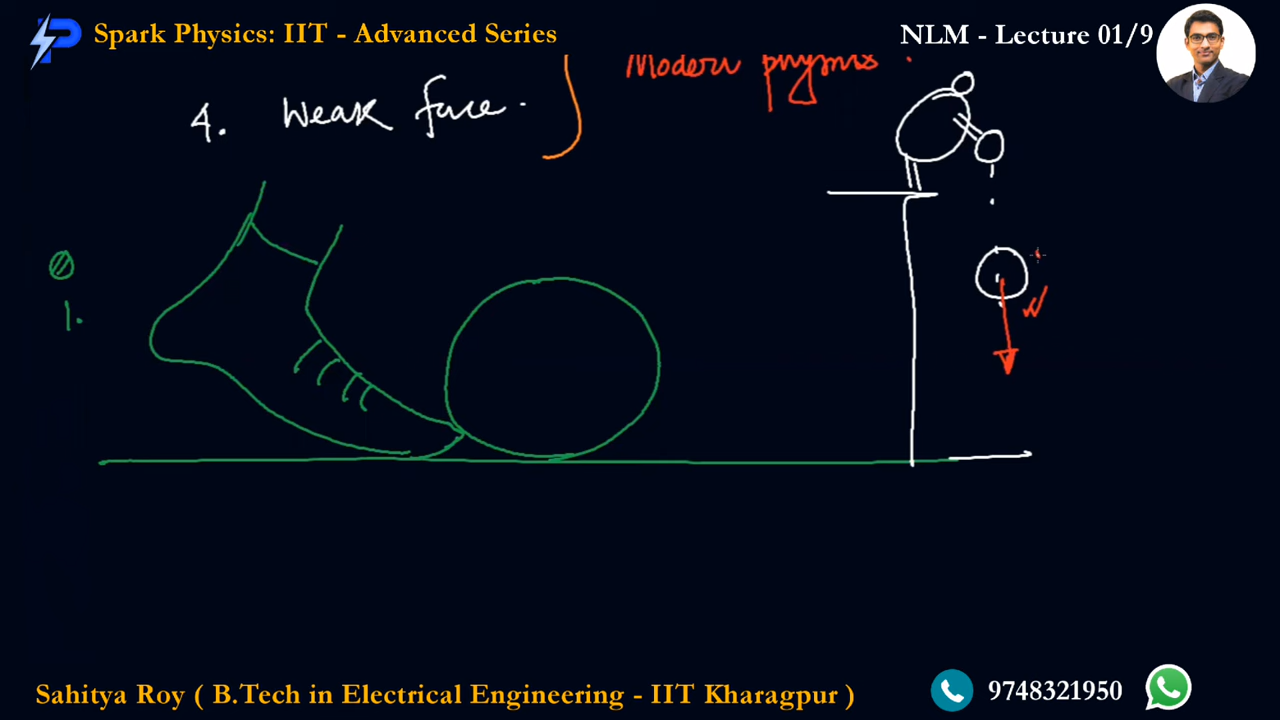 Spark Physics: IIT - Advanced Series
NLM - Lecture 01/9
Modern physics .
4. Weak force .
1.
Sahitya Roy ( B.Tech in Electrical Engineering - IIT Kharagpur )
9748321950